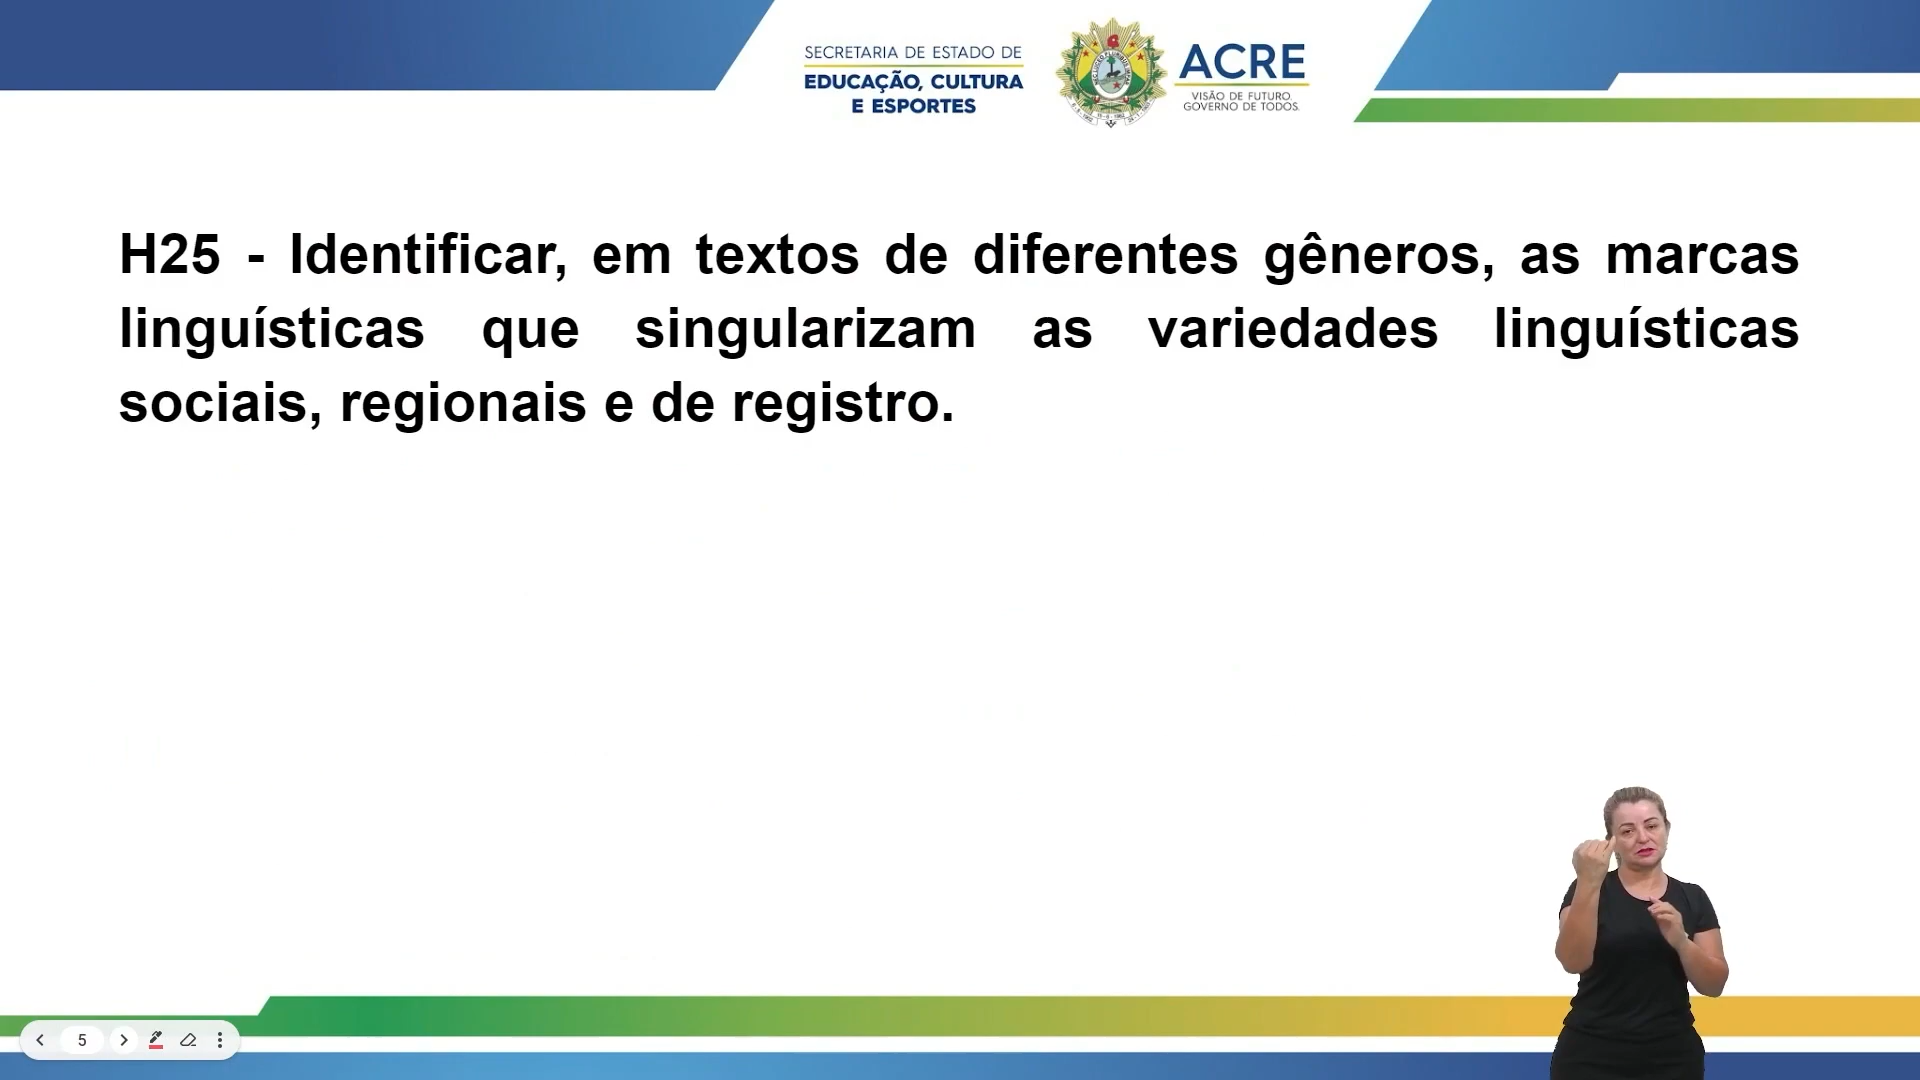 SECRETARIA DE ESTADO DE
EDUCAÇÃO, CULTURA
E ESPORTES
ACRE
VISÃO DE FUTURO.
GOVERNO DE TODOS.
H25 - Identificar, em textos de diferentes gêneros, as marcas
linguísticas que singularizam as variedades linguísticas
sociais, regionais e de registro.
5